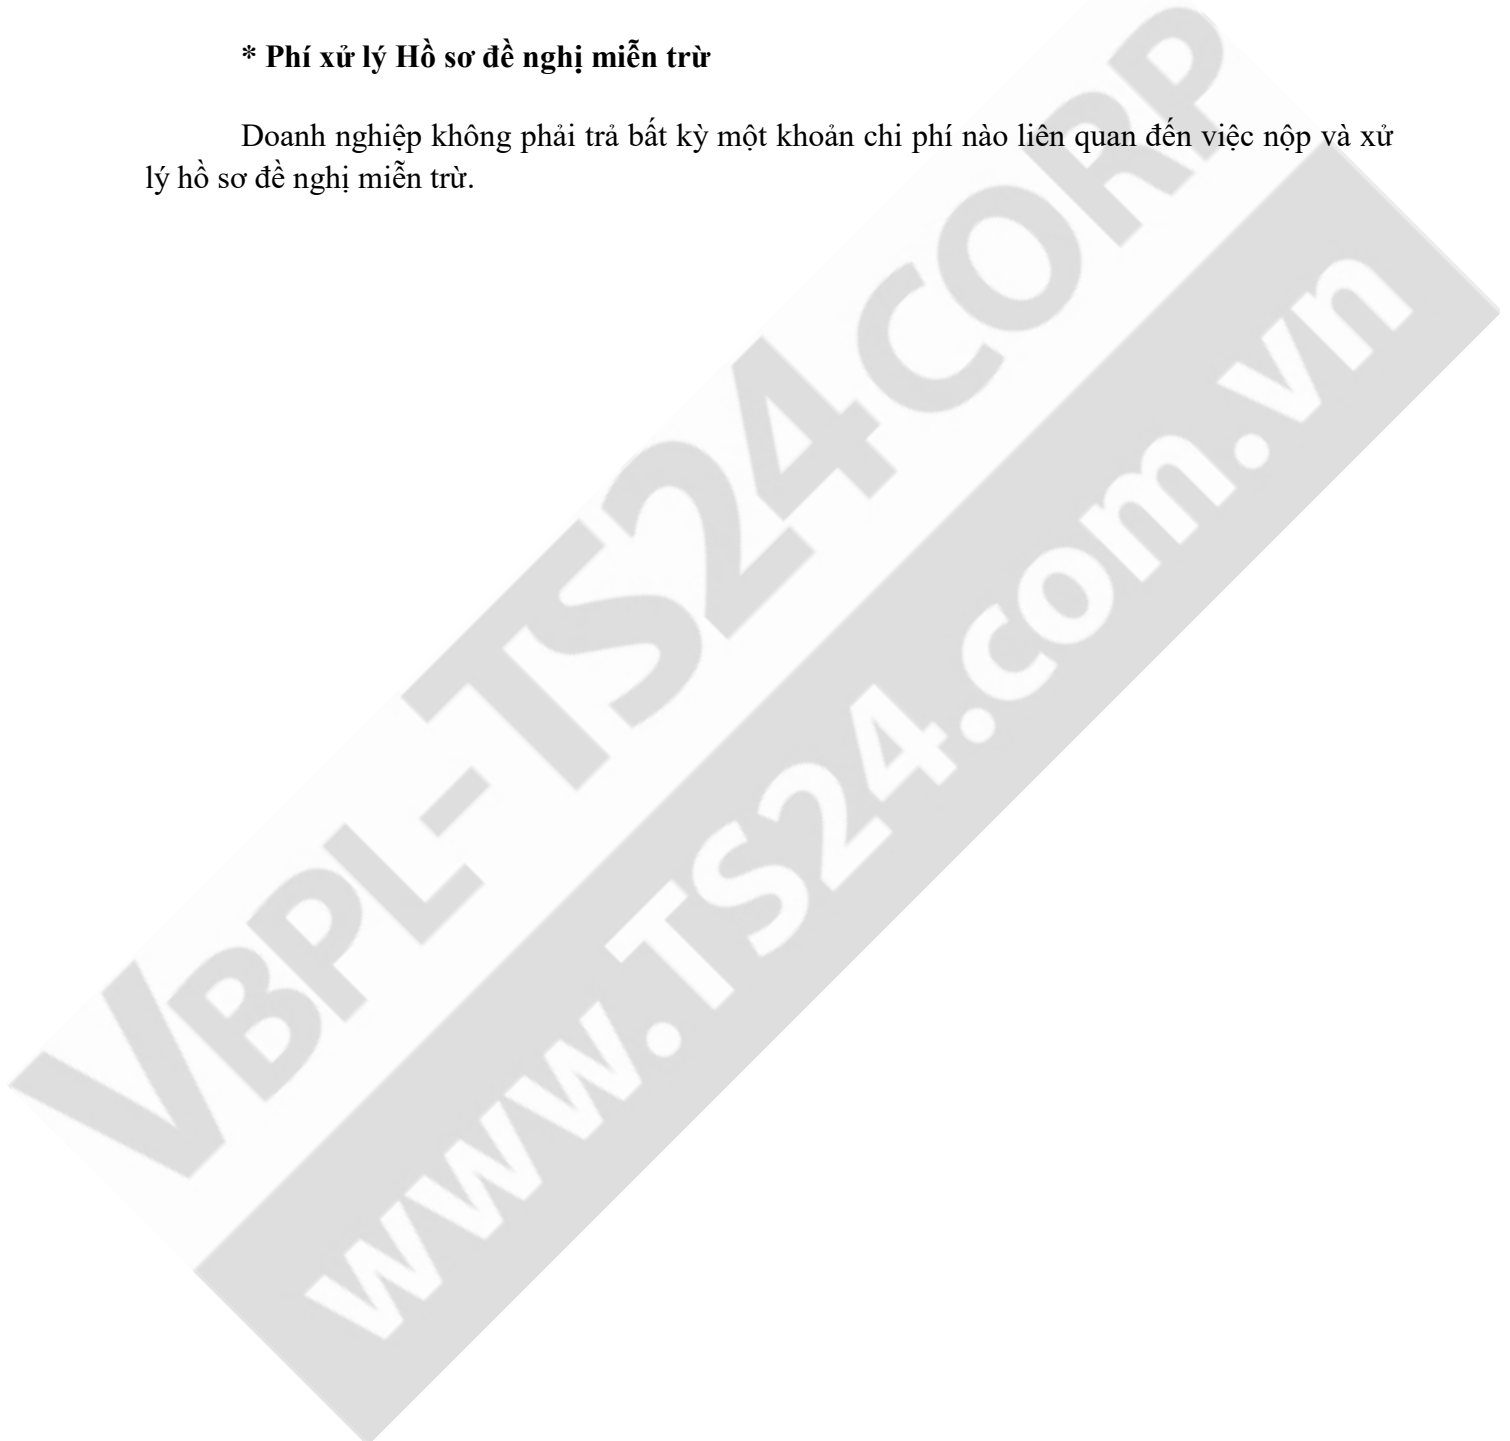 * Phí xử lý Hồ sơ đề nghị miễn trừ
Doanh nghiệp không phải trả bất kỳ một khoản chi phí nào liên quan đến việc nộp và xử
lý hồ sơ đề nghị miễn trừ.
VBPL-TS24CORP
www.TS24.com.vn